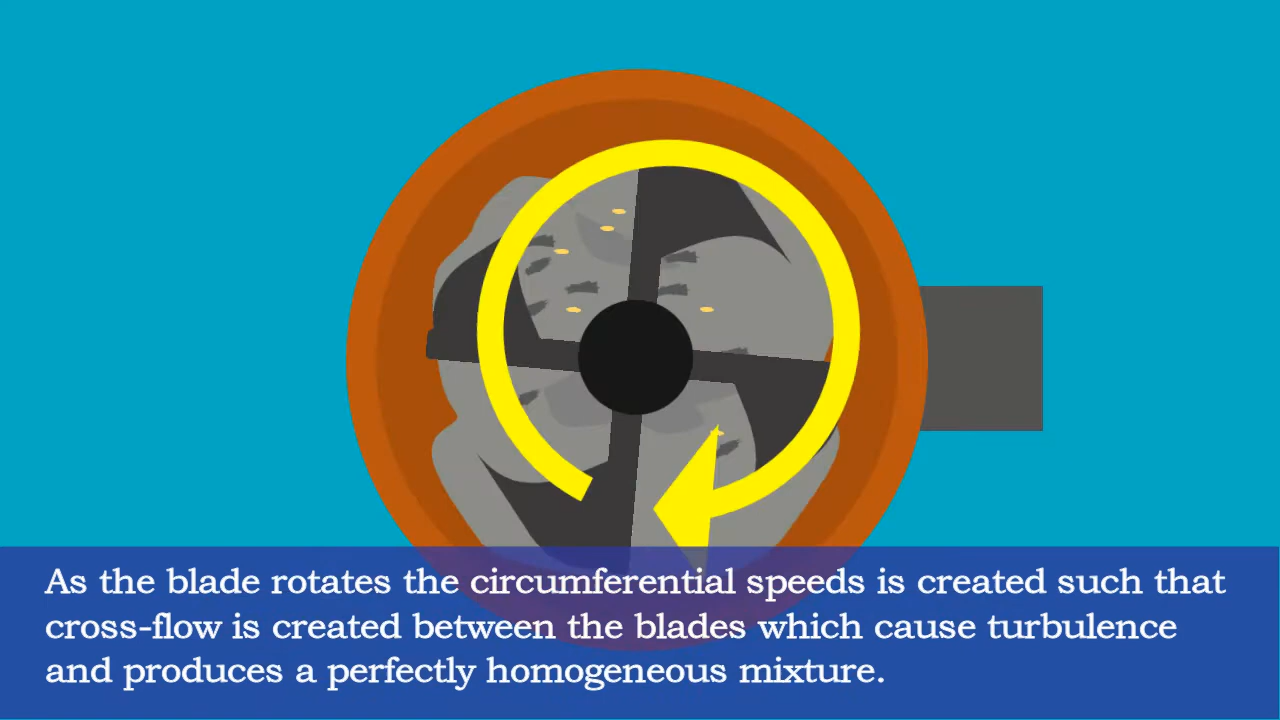 As the blade rotates the circumferential speeds is created such that
cross-flow is created between the blades which cause turbulence
and produces a perfectly homogeneous mixture.